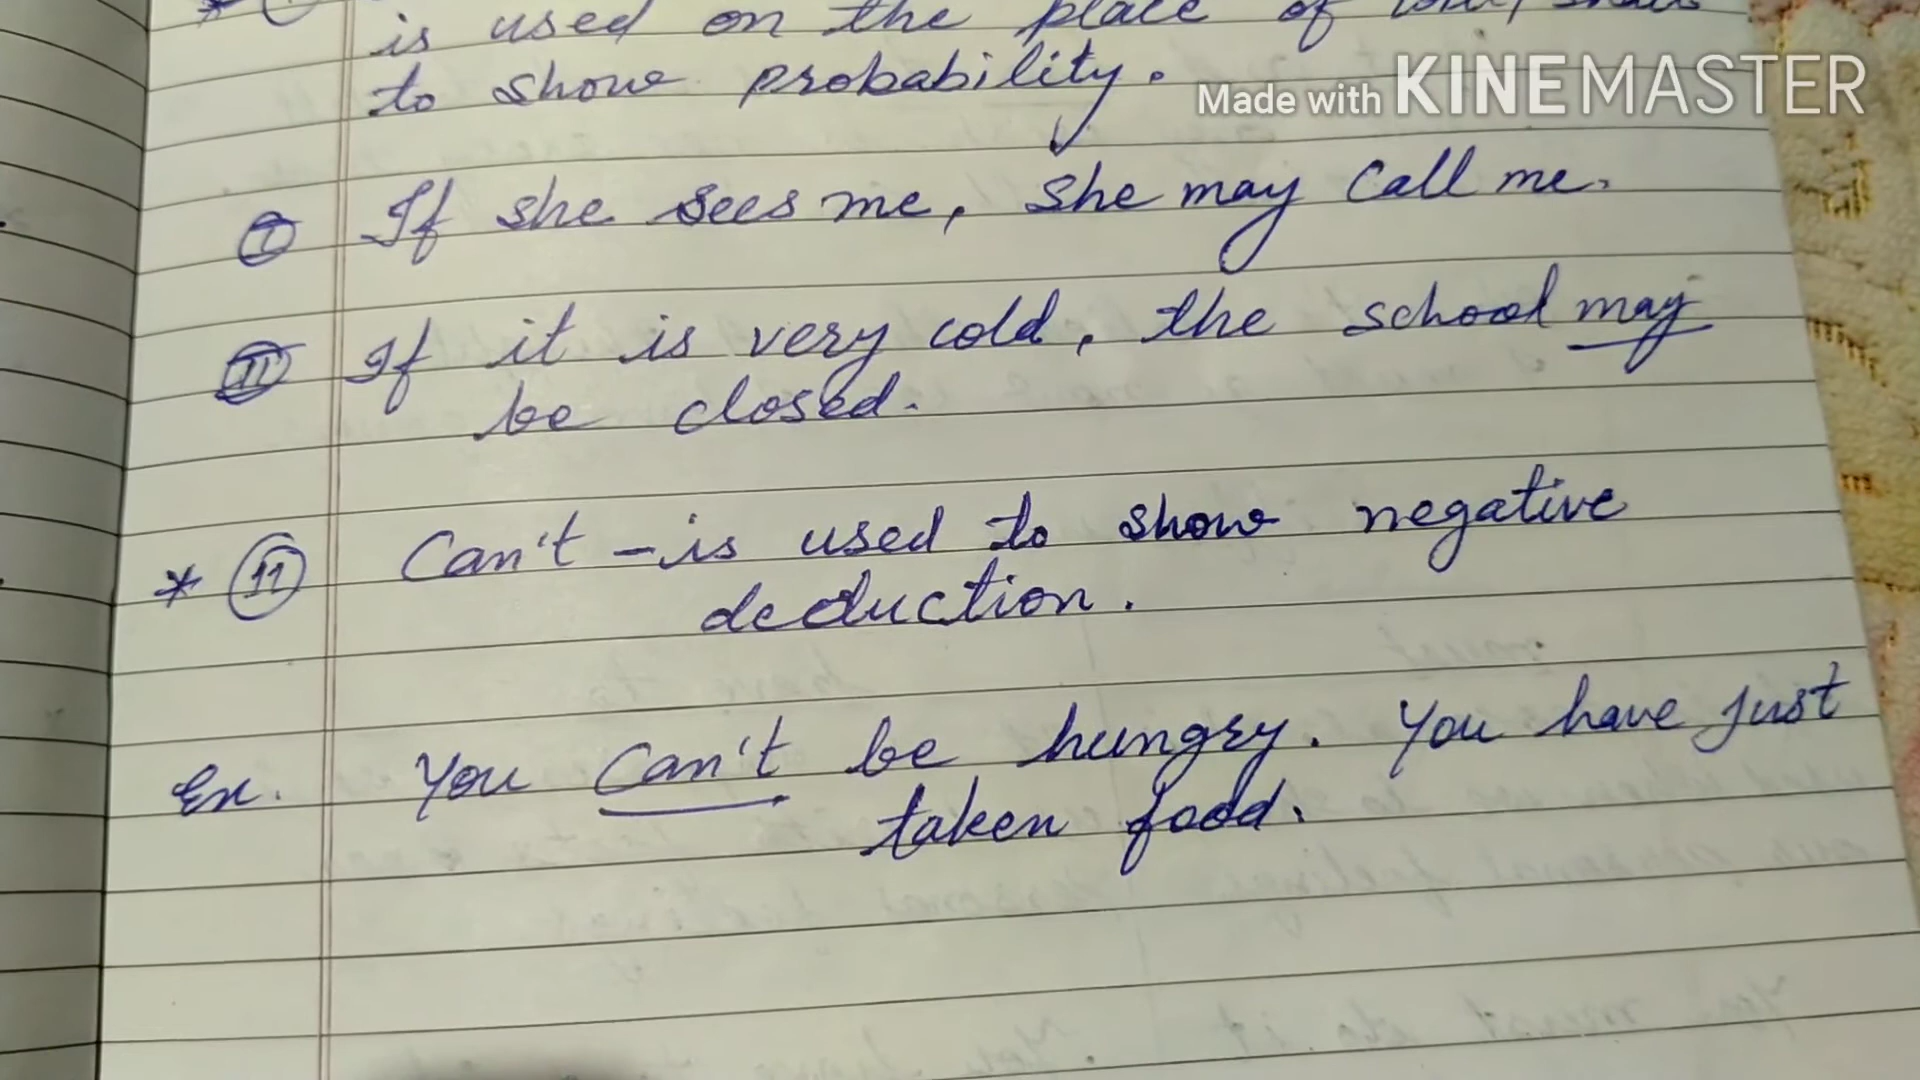 is used on the place of
to show probability.
Made with KINEMASTER
I If she sees me, she may call me.
II If it is very cold, the school may
be closed.
* 11 Can't - is used to show negative
deduction.
Ex. You can't be hungry. You have just
taken food.